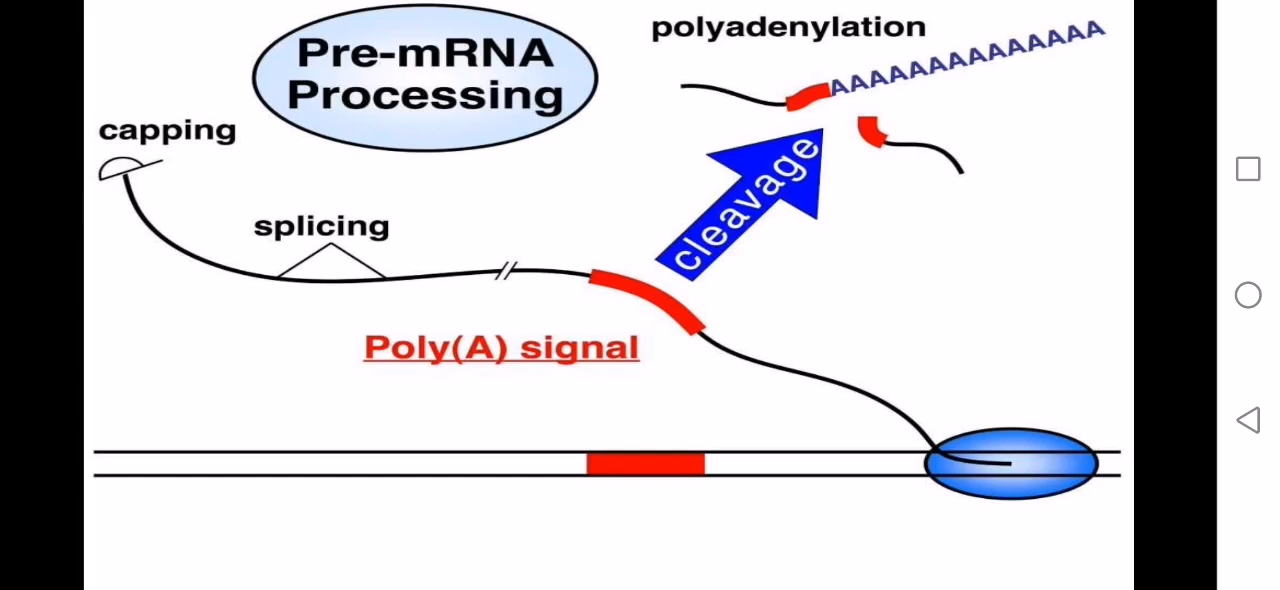 Pre-mRNA
Processing
polyadenylation
AAAAAAAAAAAAAA
capping
cleavage
splicing
Poly(A) signal